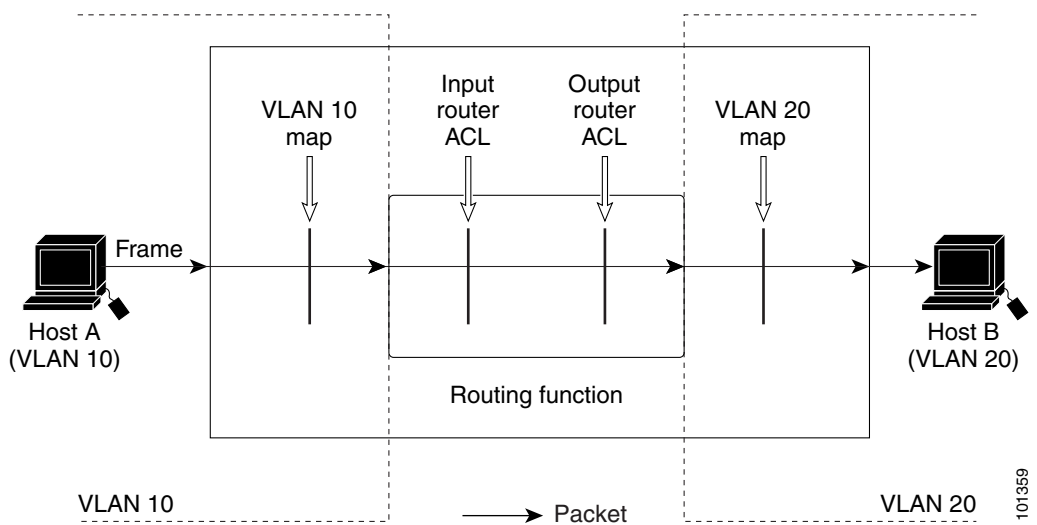 VLAN 10
map
Input
router
ACL
Output
router
ACL
VLAN 20
map
Frame
Host A
(VLAN 10)
Host B
(VLAN 20)
Routing function
VLAN 10
Packet
VLAN 20
101359